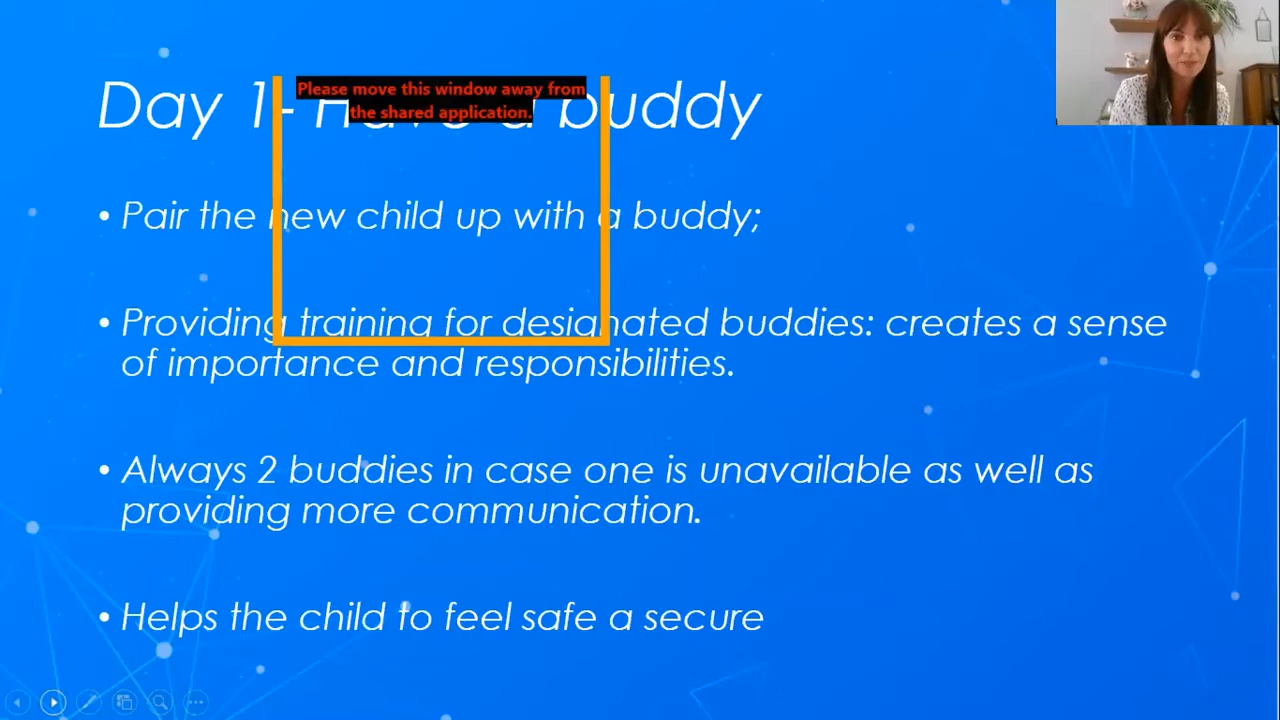 Please move this window away from
the shared application.
Day 1- Have a buddy
• Pair the new child up with a buddy;
• Providing training for designated buddies: creates a sense
of importance and responsibilities.
• Always 2 buddies in case one is unavailable as well as
providing more communication.
• Helps the child to feel safe a secure